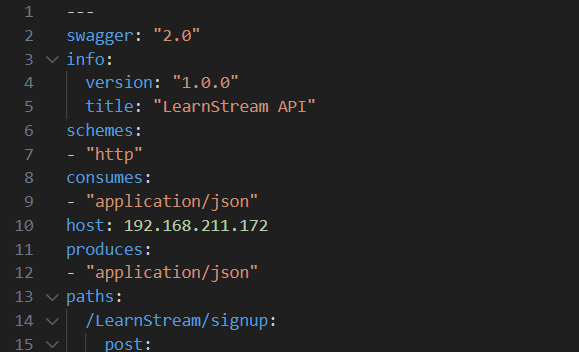 1 ---
2 swagger: "2.0"
3 info:
4 version: "1.0.0"
5 title: "LearnStream API"
6 schemes:
7 - "http"
8 consumes:
9 - "application/json"
10 host: 192.168.211.172
11 produces:
12 - "application/json"
13 paths:
14 /LearnStream/signup:
15 post: